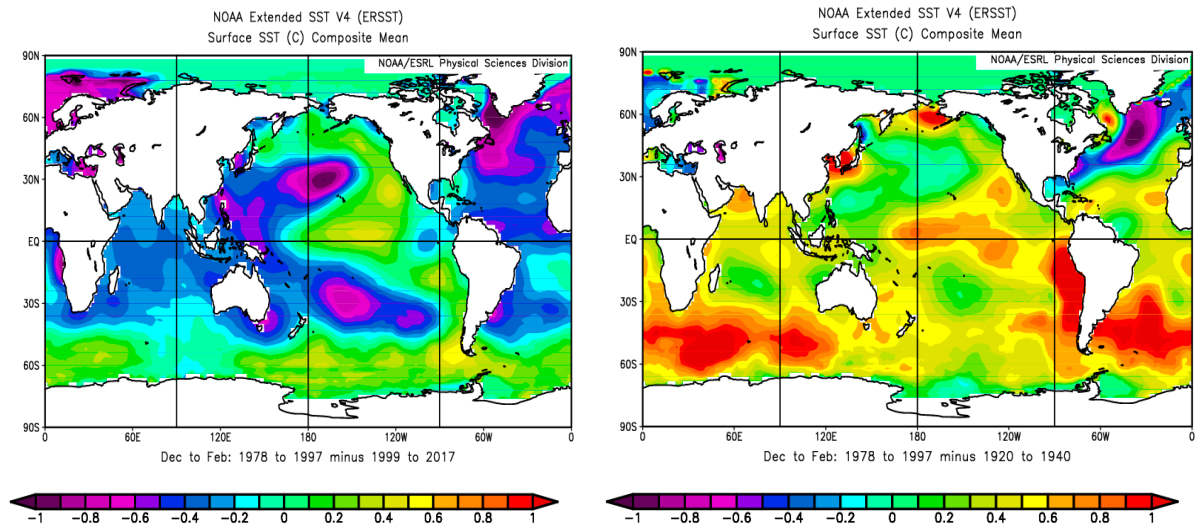 NOAA Extended SST V4 (ERSST)
Surface SST (C) Composite Mean
NOAA/ESRL Physical Sciences Division
90N
60N
30N
EQ
30S
60S
90S
0
60E
120E
180
120W
60W
0
Dec to Feb: 1978 to 1997 minus 1999 to 2017
-1
-0.8
-0.6
-0.4
-0.2
0
0.2
0.4
0.6
0.8
1
NOAA Extended SST V4 (ERSST)
Surface SST (C) Composite Mean
NOAA/ESRL Physical Sciences Division
90N
60N
30N
EQ
30S
60S
90S
0
60E
120E
180
120W
60W
0
Dec to Feb: 1978 to 1997 minus 1920 to 1940
-1
-0.8
-0.6
-0.4
-0.2
0
0.2
0.4
0.6
0.8
1